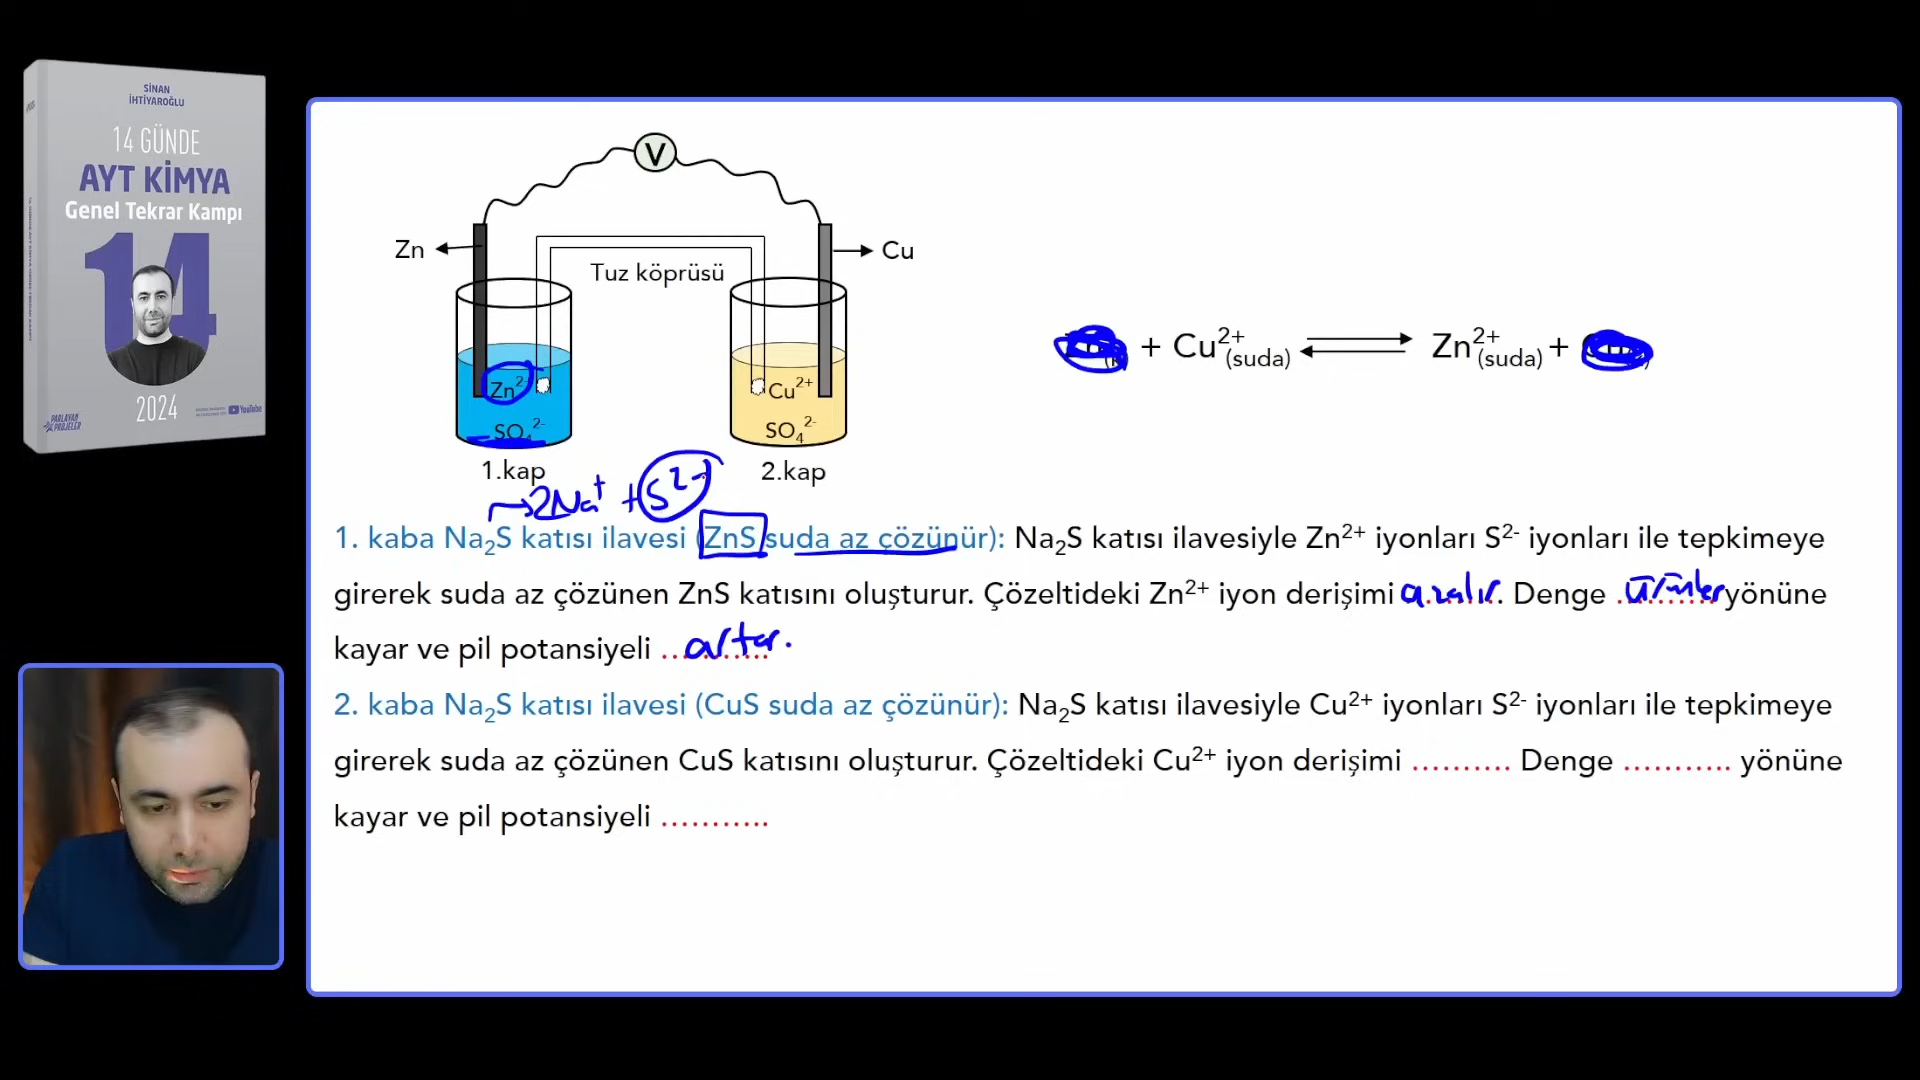 SİNAN
İHTİYAROĞLU
14 GÜNDE
AYT KİMYA
Genel Tekrar Kampı
14
2024
PARLAYAN
PROJELER
YouTube
V
Zn
Tuz köprüsü
Cu
Zn²
SO₄²⁻
Cu²⁺
SO₄²⁻
1.kap
2.kap
+ Cu²⁺(suda) ⇌ Zn²⁺(suda) +
→2Na⁺ + S²⁻
1. kaba Na₂S katısı ilavesi (ZnS suda az çözünür): Na₂S katısı ilavesiyle Zn²⁺ iyonları S²⁻ iyonları ile tepkimeye
girerek suda az çözünen ZnS katısını oluşturur. Çözeltideki Zn²⁺ iyon derişimi azalır. Denge ürünler yönüne
kayar ve pil potansiyeli artar.
2. kaba Na₂S katısı ilavesi (CuS suda az çözünür): Na₂S katısı ilavesiyle Cu²⁺ iyonları S²⁻ iyonları ile tepkimeye
girerek suda az çözünen CuS katısını oluşturur. Çözeltideki Cu²⁺ iyon derişimi .......... Denge ........... yönüne
kayar ve pil potansiyeli ...........